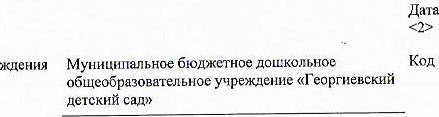 Дата
<2>
ждения Муниципальное бюджетное дошкольное Код
общеобразовательное учреждение «Георгиевский
детский сад»